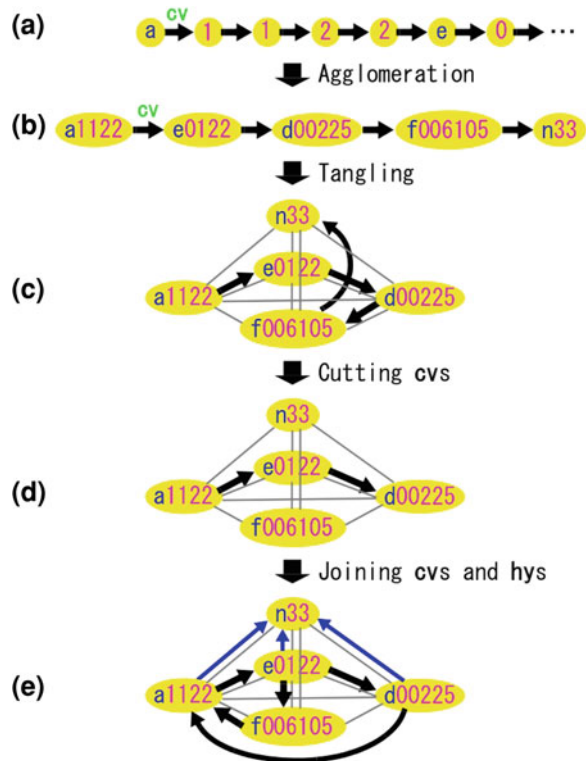 (a) a cv 1 1 2 2 e 0 ...
Agglomeration
(b) a1122 cv e0122 d00225 f006105 n33
Tangling
(c)
n33
e0122
a1122 d00225
f006105
Cutting cvs
(d)
n33
e0122
a1122 d00225
f006105
Joining cvs and hys
(e)
n33
e0122
a1122 d00225
f006105